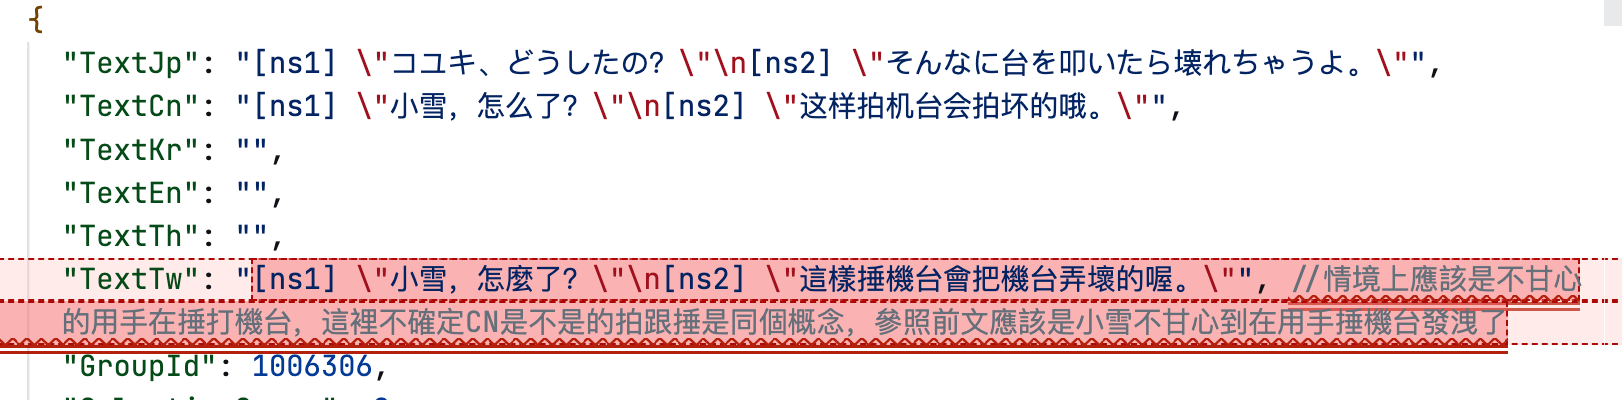 {
"TextJp": "[ns1] \"コユキ、どうしたの？\"\n[ns2] \"そんなに台を叩いたら壊れちゃうよ。\"",
"TextCn": "[ns1] \"小雪，怎么了？\"\n[ns2] \"这样拍机台会拍坏的哦。\"",
"TextKr": "",
"TextEn": "",
"TextTh": "",
"TextTw": "[ns1] \"小雪，怎麼了？\"\n[ns2] \"這樣捶機台會把機台弄壞的喔。\"", //情境上應該是不甘心
的用手在捶打機台，這裡不確定CN是不是的拍跟捶是同個概念，參照前文應該是小雪不甘心到在用手捶機台發洩了
"GroupId": 1006306,